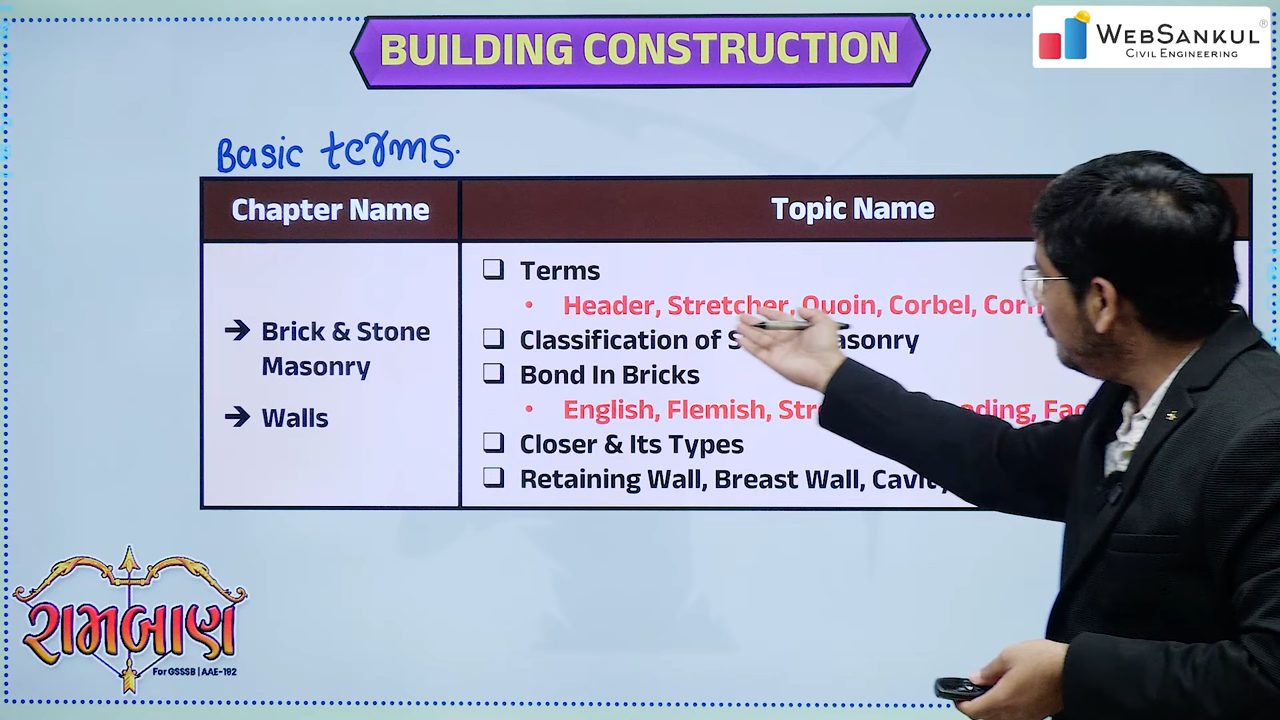 BUILDING CONSTRUCTION
WEBSANKUL®
CIVIL ENGINEERING
Basic terms.
Chapter Name
Topic Name
→ Brick & Stone
Masonry
→ Walls
❑ Terms
• Header, Stretcher, Quoin, Corbel,
❑ Classification of
❑ Bond In Bricks
• English, Flemish,
❑ Closer & Its Types
❑ Retaining Wall, Breast Wall,
રામબાણ
For GSSSB | AAE-192